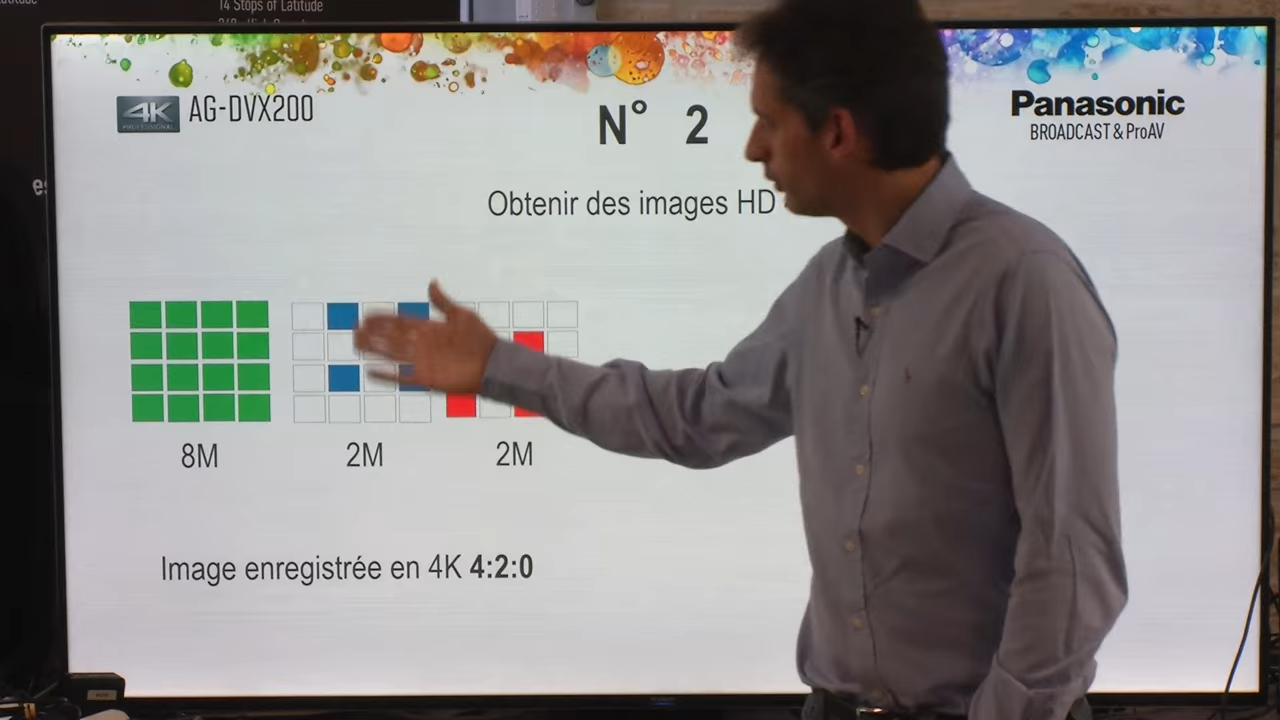 14 Stops of Latitude
4K
PROFESSIONAL
AG-DVX200
N° 2
Panasonic
BROADCAST & ProAV
Obtenir des images HD
8M
2M
2M
Image enregistrée en 4K 4:2:0